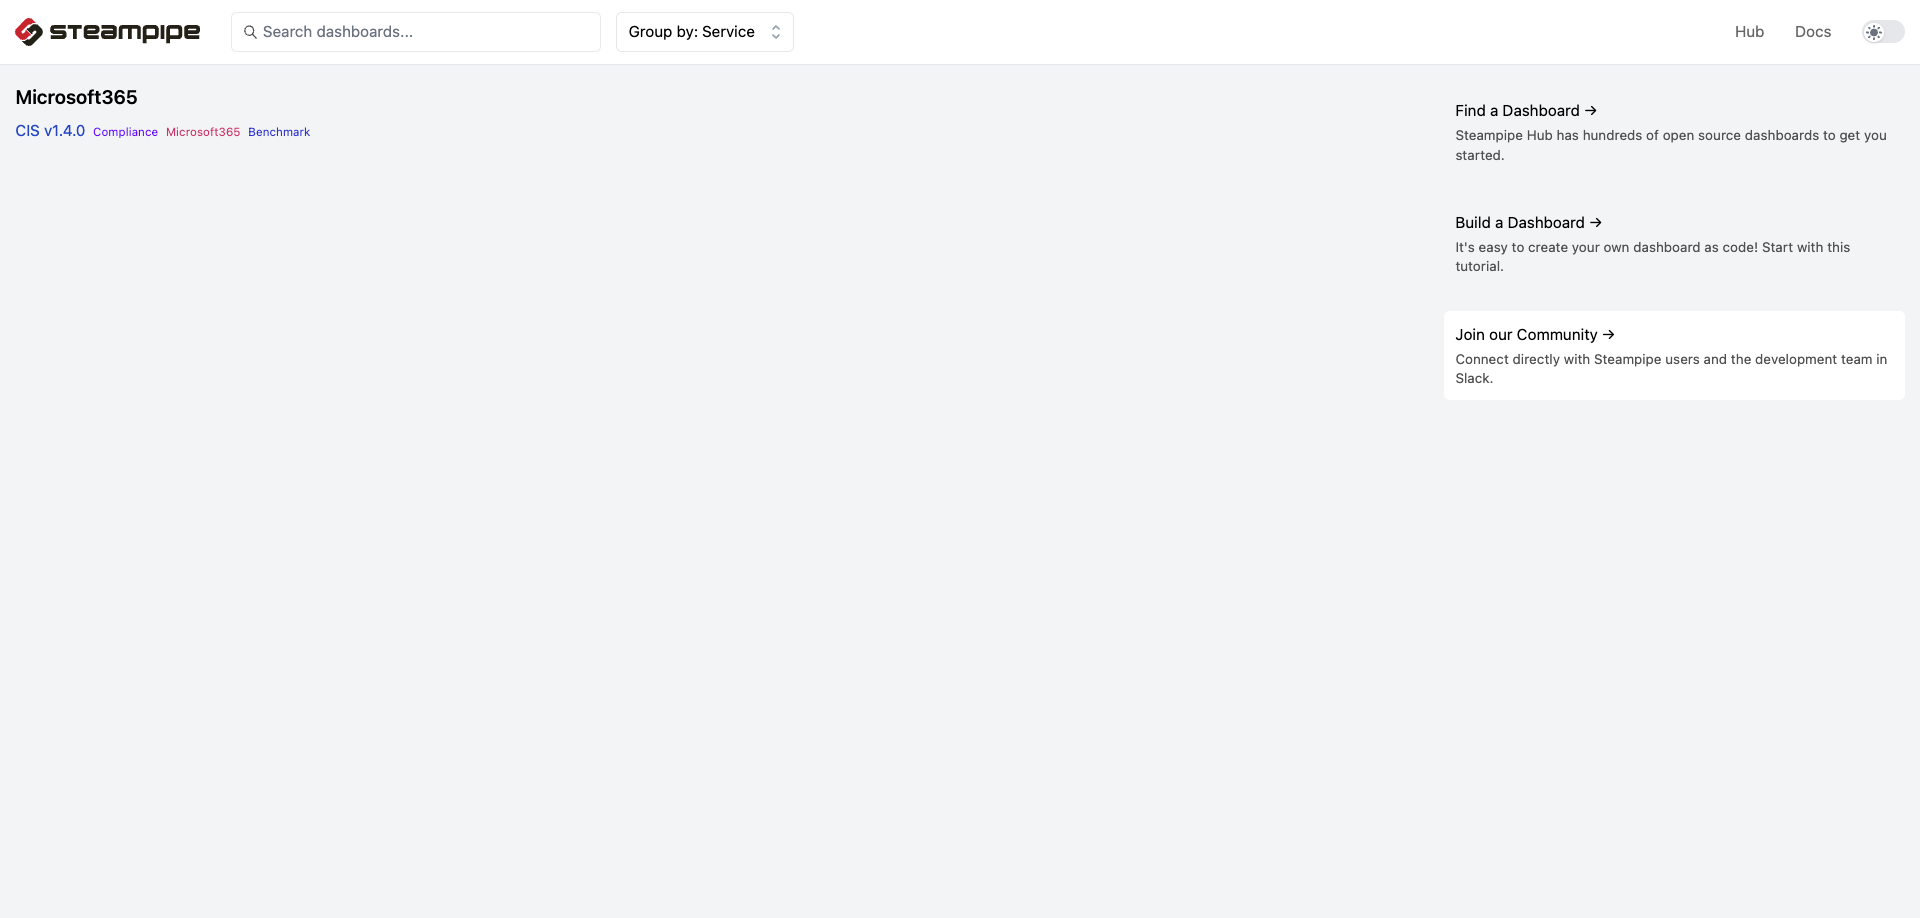 steampipe
Search dashboards...
Group by: Service
Hub
Docs
Microsoft365
CIS v1.4.0 Compliance Microsoft365 Benchmark
Find a Dashboard →
Steampipe Hub has hundreds of open source dashboards to get you
started.
Build a Dashboard →
It's easy to create your own dashboard as code! Start with this
tutorial.
Join our Community →
Connect directly with Steampipe users and the development team in
Slack.